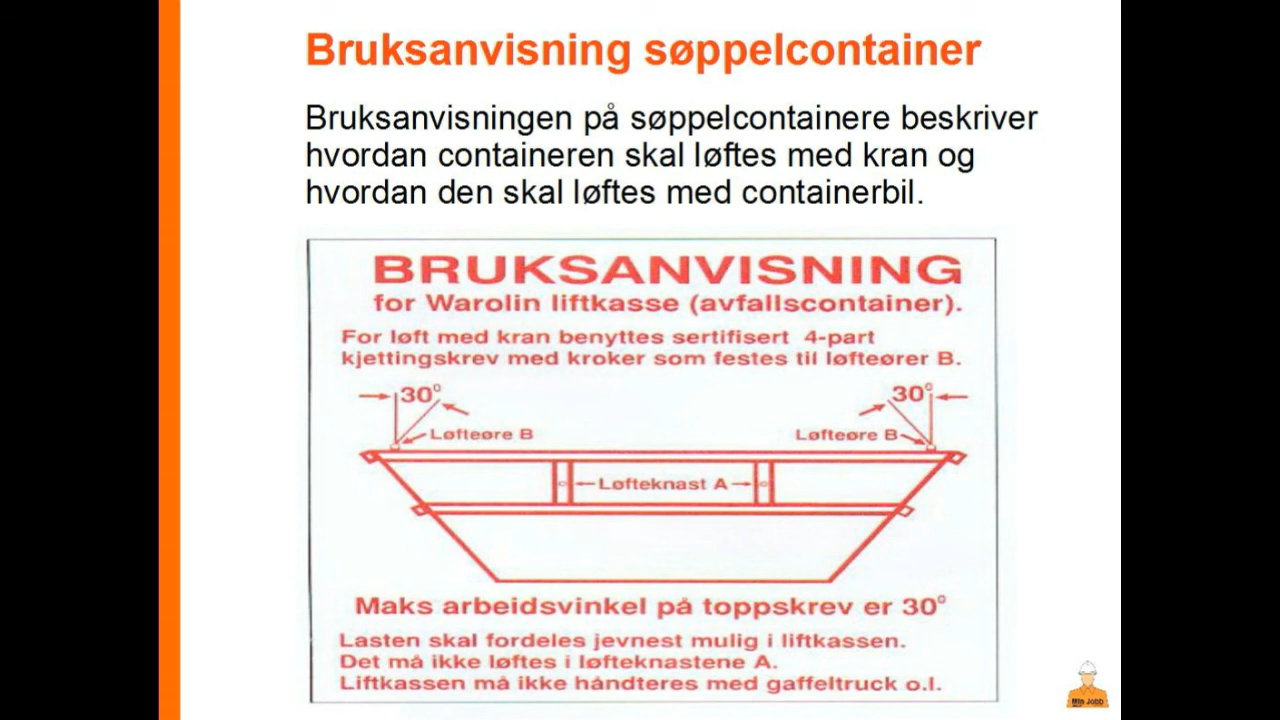 Bruksanvisning søppelcontainer
Bruksanvisningen på søppelcontainere beskriver
hvordan containeren skal løftes med kran og
hvordan den skal løftes med containerbil.
BRUKSANVISNING
for Warolin liftkasse (avfallscontainer).
For løft med kran benyttes sertifisert 4-part
kjettingskrev med kroker som festes til løfteører B.
30° 30°
Løfteøre B Løfteøre B
Løfteknast A
Maks arbeidsvinkel på toppskrev er 30°
Lasten skal fordeles jevnest mulig i liftkassen.
Det må ikke løftes i løfteknastene A.
Liftkassen må ikke håndteres med gaffeltruck o.l.
Min Jobb